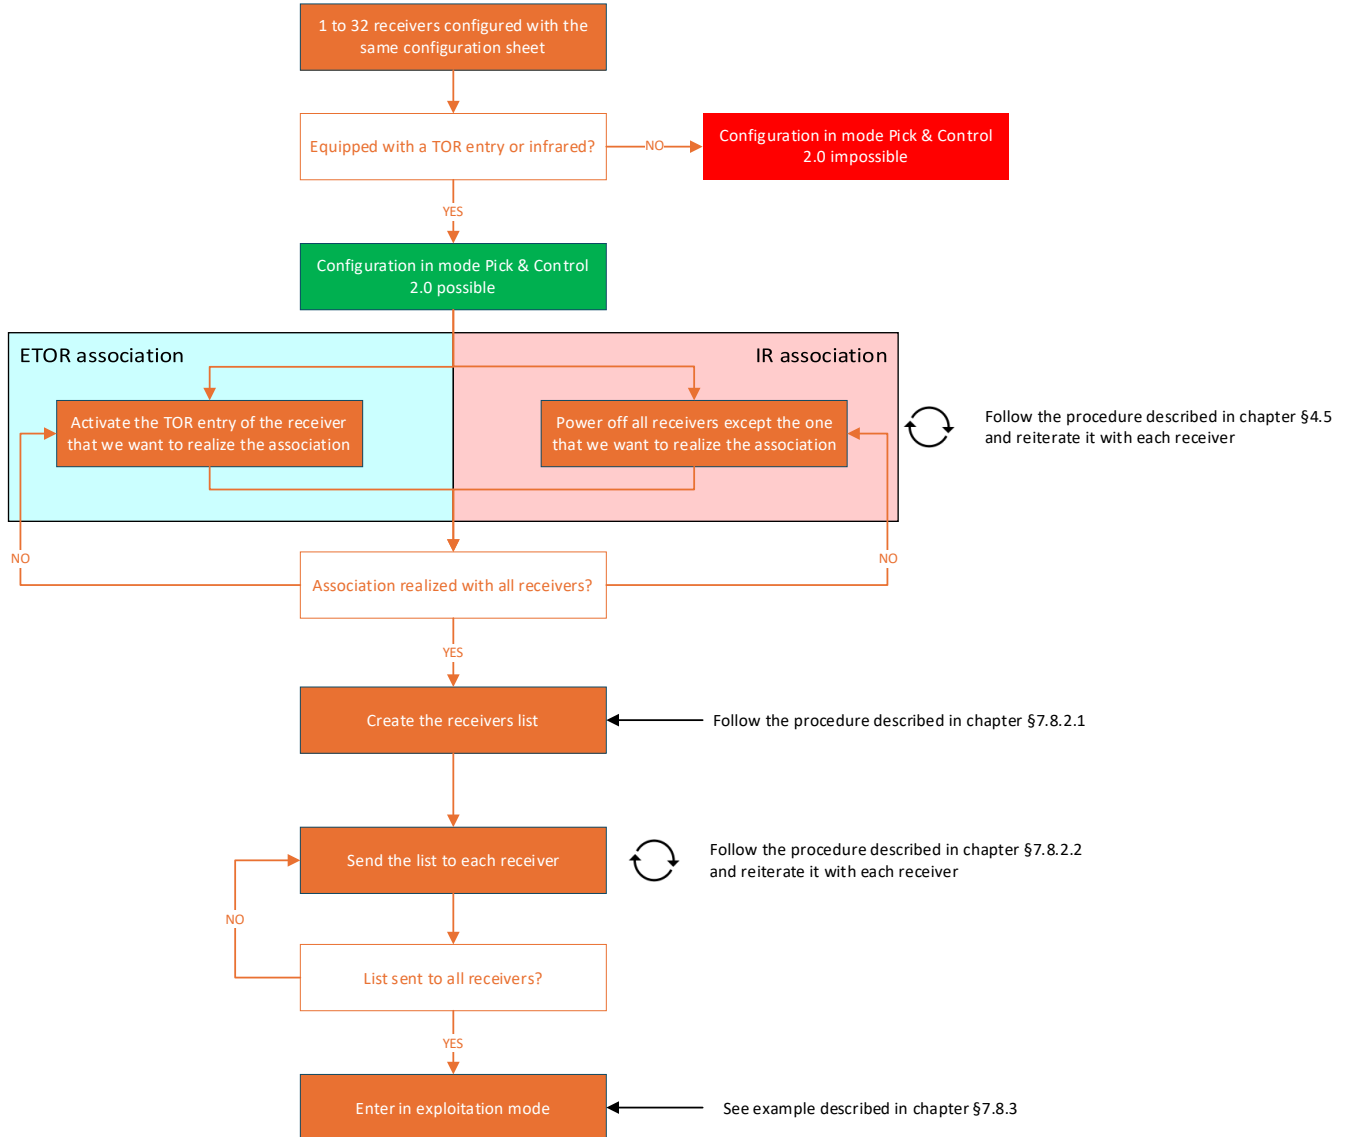 1 to 32 receivers configured with the
same configuration sheet
Equipped with a TOR entry or infrared?
NO
Configuration in mode Pick & Control
2.0 impossible
YES
Configuration in mode Pick & Control
2.0 possible
ETOR association
IR association
Activate the TOR entry of the receiver
that we want to realize the association
Power off all receivers except the one
that we want to realize the association
Follow the procedure described in chapter §4.5
and reiterate it with each receiver
NO
NO
Association realized with all receivers?
YES
Create the receivers list
Follow the procedure described in chapter §7.8.2.1
Send the list to each receiver
Follow the procedure described in chapter §7.8.2.2
and reiterate it with each receiver
NO
List sent to all receivers?
YES
Enter in exploitation mode
See example described in chapter §7.8.3